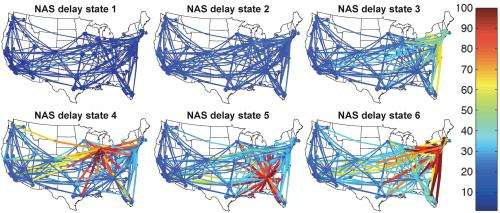 NAS delay state 1
NAS delay state 2
NAS delay state 3
NAS delay state 4
NAS delay state 5
NAS delay state 6
100
90
80
70
60
50
40
30
20
10